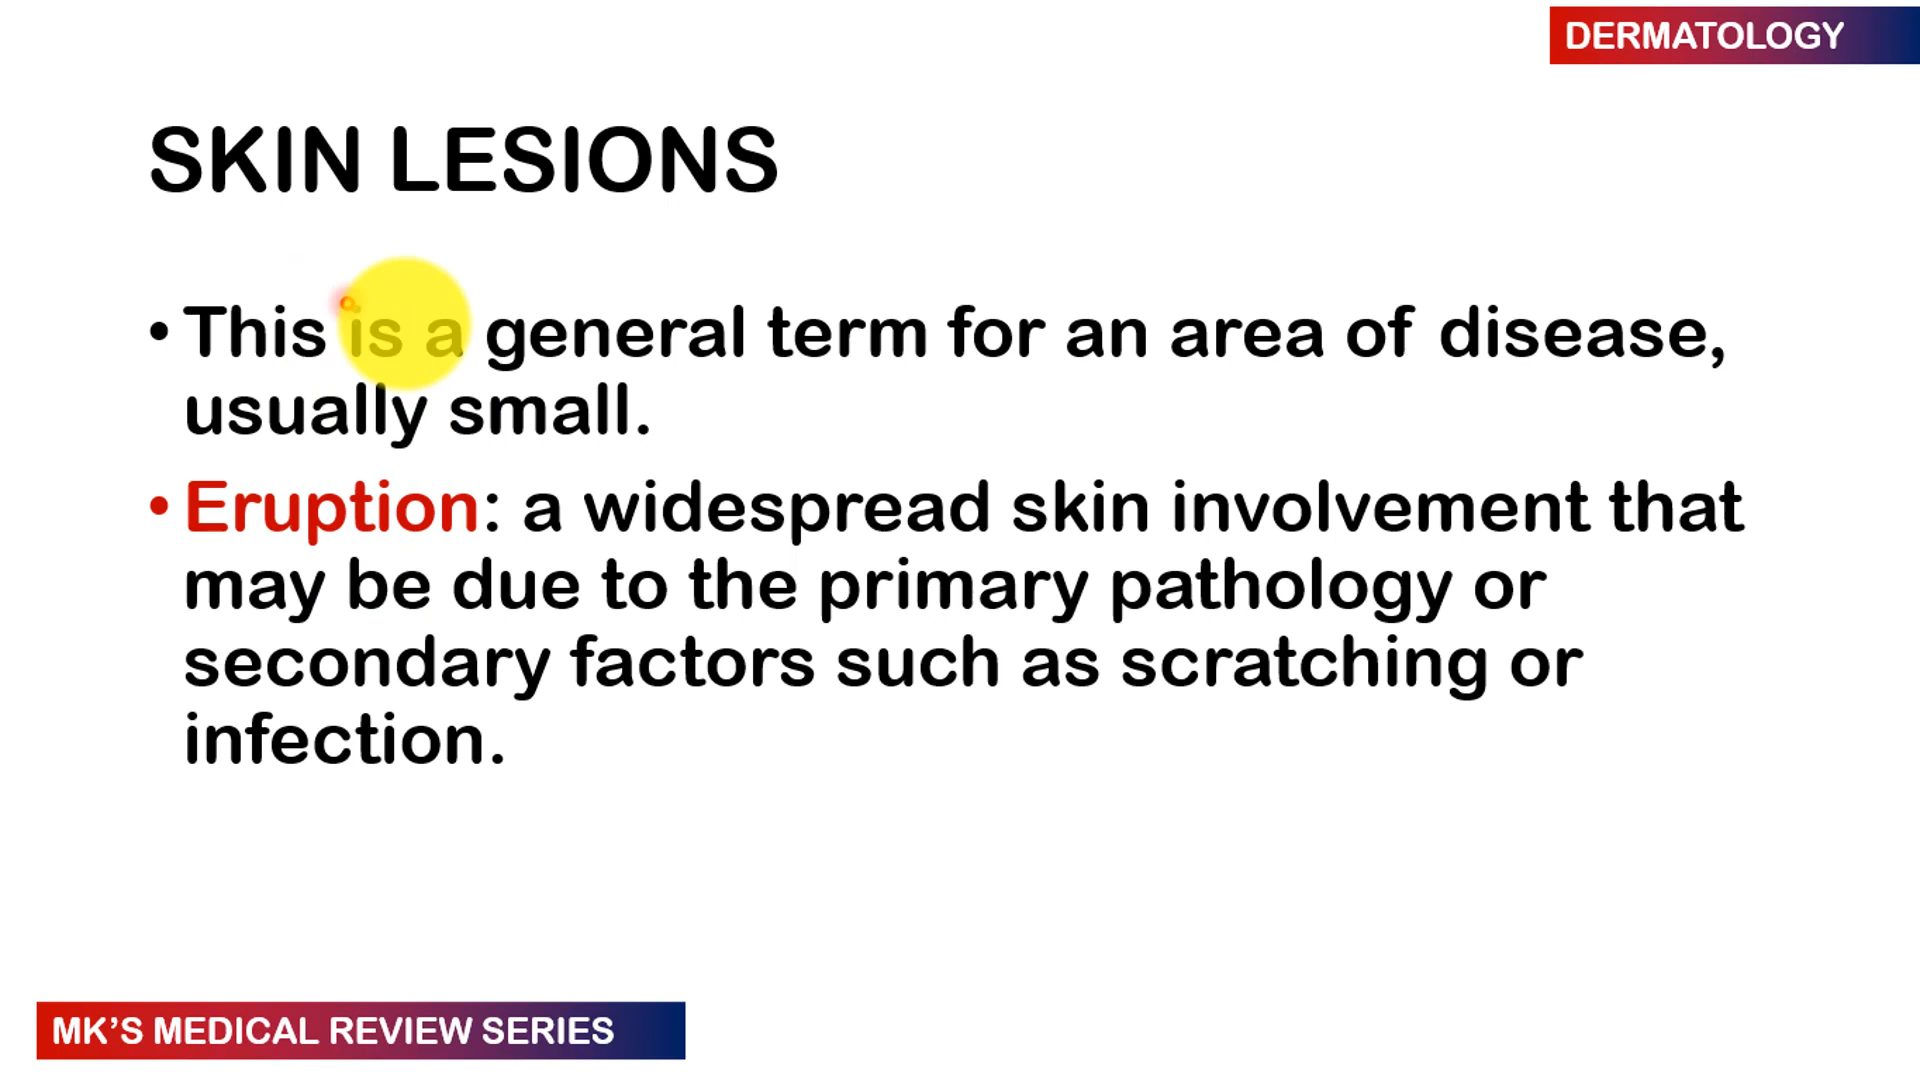 DERMATOLOGY
SKIN LESIONS
• This is a general term for an area of disease,
usually small.
• Eruption: a widespread skin involvement that
may be due to the primary pathology or
secondary factors such as scratching or
infection.
MK’S MEDICAL REVIEW SERIES